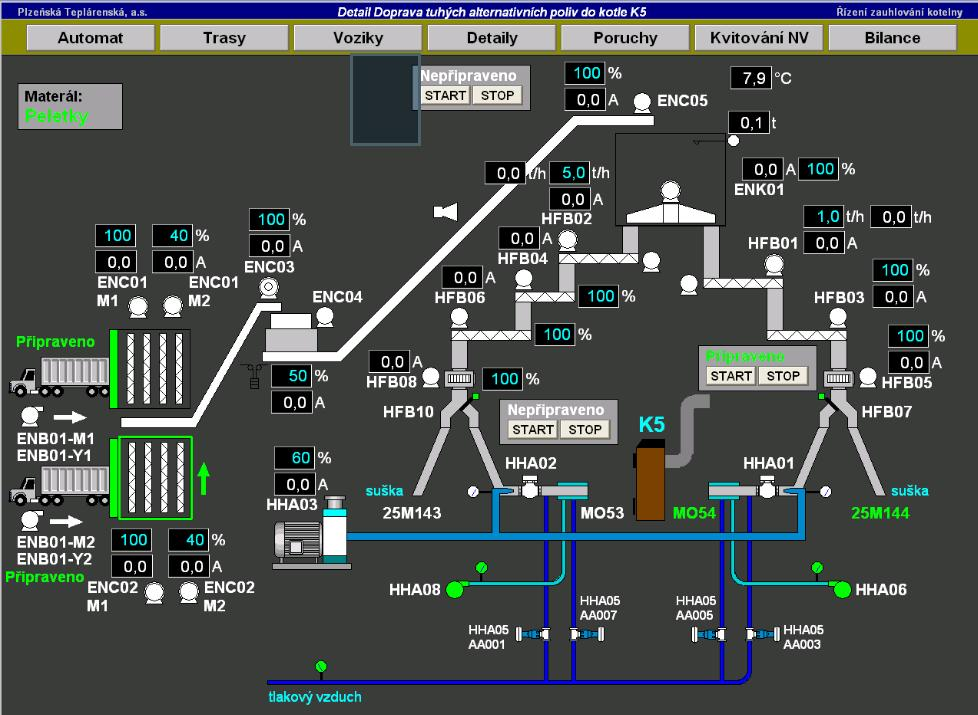 Plzeňská Teplárenská, a.s.
Detail Doprava tuhých alternativních poliv do kotle K5
Řízení zauhlování kotelny
Automat
Trasy
Voziky
Detaily
Poruchy
Kvitování NV
Bilance
Materál:
Peletky
Nepřipraveno
START STOP
100 %
0,0 A
ENC05
7,9 °C
0,1 t
0,0 t/h 5,0 t/h
0,0 A
HFB02
0,0 A 100 %
ENK01
1,0 t/h 0,0 t/h
HFB01 0,0 A
0,0 A
HFB04
100 40 %
0,0 0,0 A
ENC01 M1
ENC01 M2
100 %
0,0 A
ENC03
ENC04
0,0 A
HFB06
100 %
100 %
100 %
0,0 A
HFB03
100 %
0,0 A
HFB05
Připraveno
50 %
0,0 A
0,0 A
HFB08
100 %
HFB10
Připraveno
START STOP
HFB07
Nepřipraveno
START STOP
K5
ENB01-M1
ENB01-Y1
60 %
0,0 A
HHA03
HHA02
HHA01
suška
25M143
MO53
MO54
suška
25M144
ENB01-M2
ENB01-Y2
Připraveno
100 40 %
0,0 0,0 A
ENC02 M1
ENC02 M2
HHA08
HHA06
HHA05
AA001
HHA05
AA007
HHA05
AA005
HHA05
AA003
tlakový vzduch